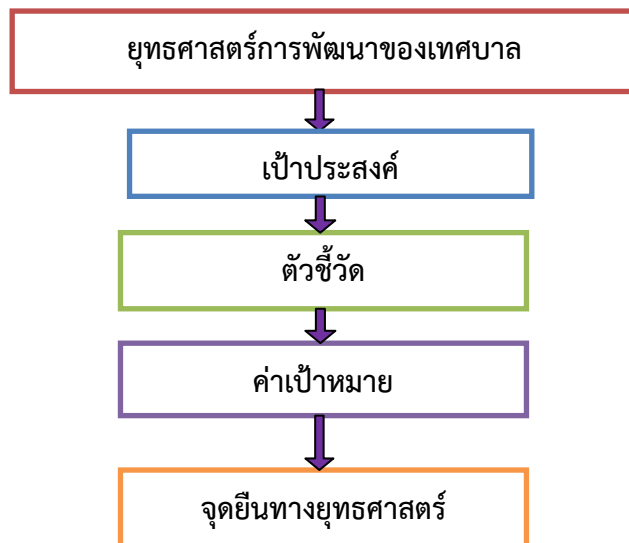 ยุทธศาสตร์การพัฒนาของเทศบาล
เป้าประสงค์
ตัวชี้วัด
ค่าเป้าหมาย
จุดยืนทางยุทธศาสตร์